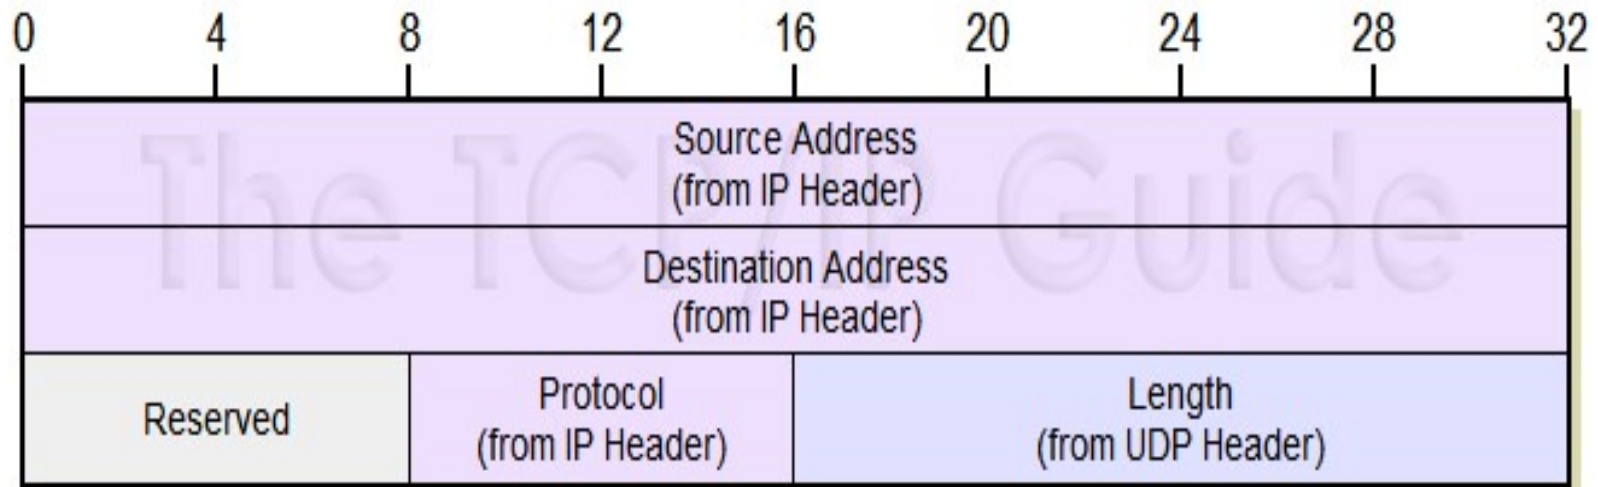 0 4 8 12 16 20 24 28 32
The TCP/IP Guide
Source Address
(from IP Header)
Destination Address
(from IP Header)
Reserved
Protocol
(from IP Header)
Length
(from UDP Header)